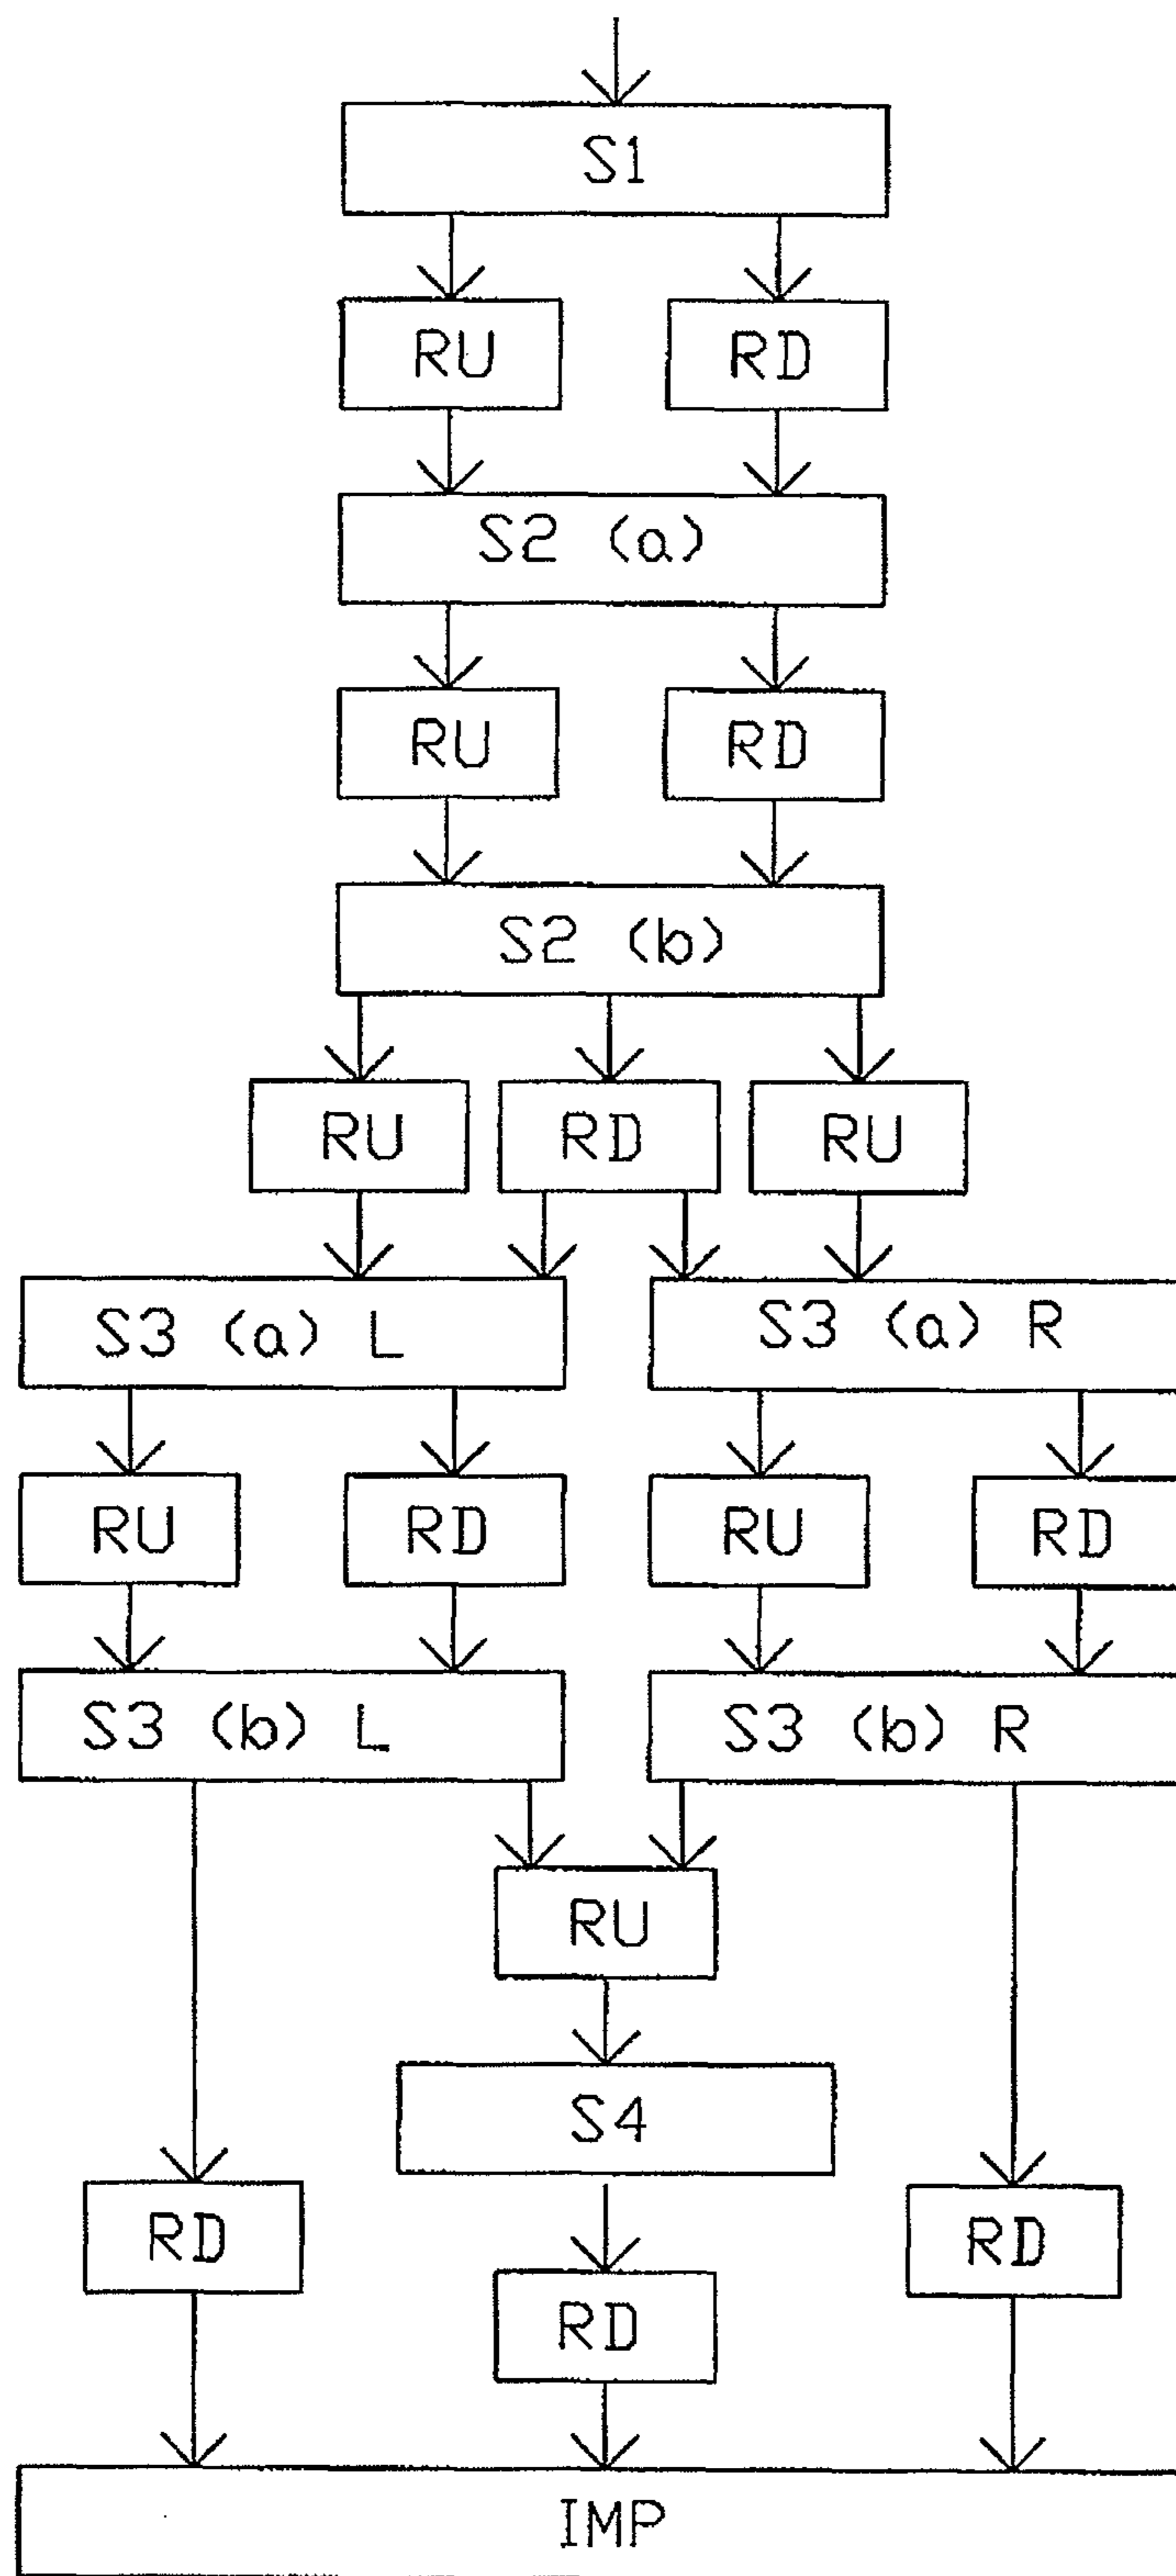 S1
RU RD
S2 (a)
RU RD
S2 (b)
RU RD RU
S3 (a) L S3 (a) R
RU RD RU RD
S3 (b) L S3 (b) R
RU
S4
RD RD
RD
IMP